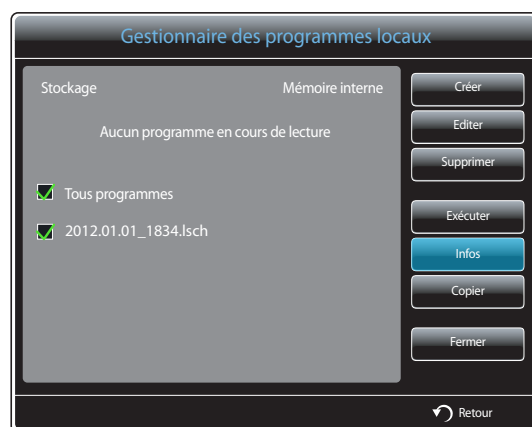 Gestionnaire des programmes locaux
Stockage Mémoire interne
Aucun programme en cours de lecture
Tous programmes
2012.01.01_1834.lsch
Créer
Editer
Supprimer
Exécuter
Infos
Copier
Fermer
Retour